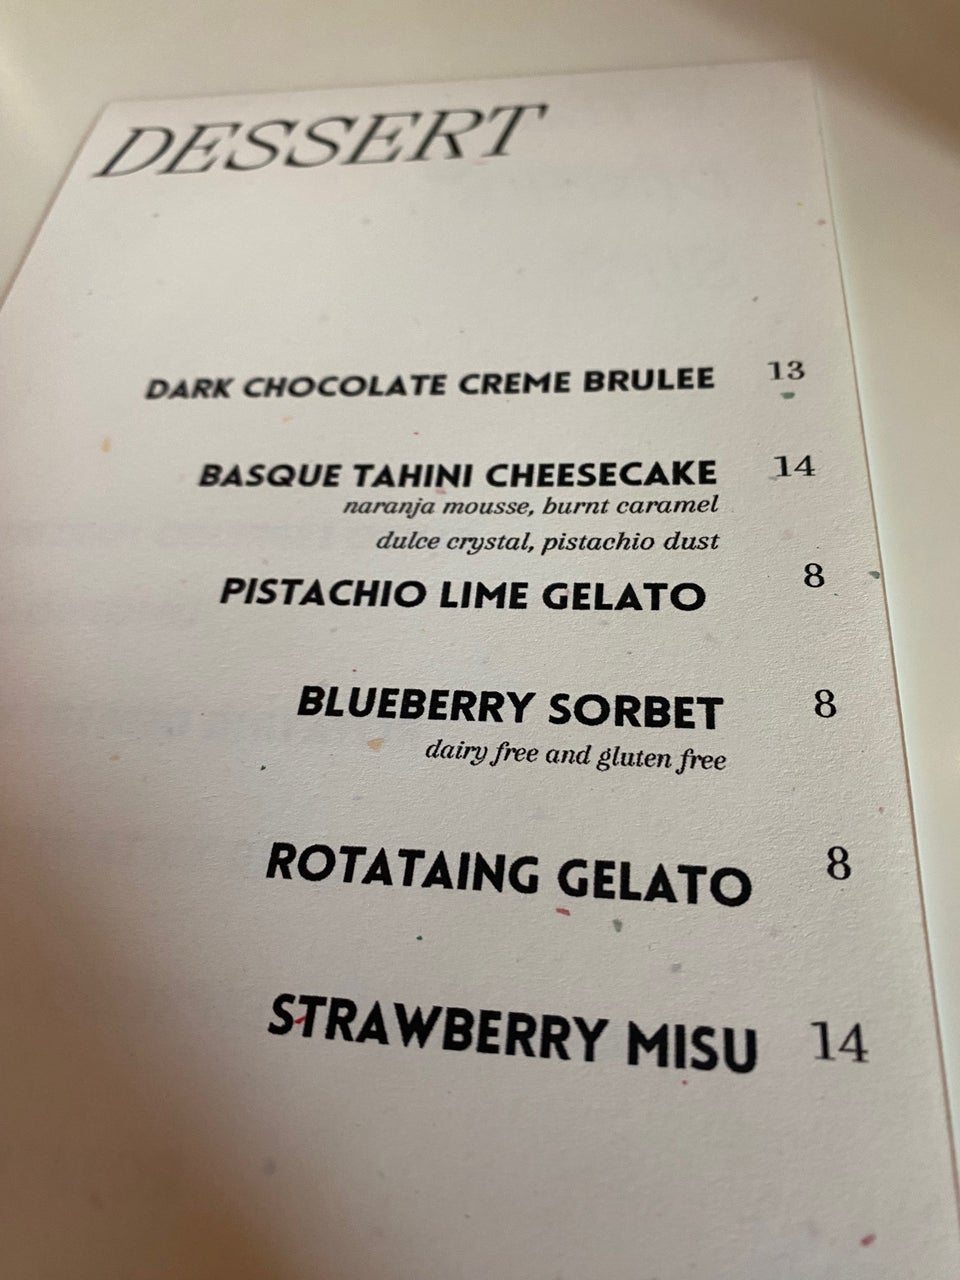 DESSERT
DARK CHOCOLATE CREME BRULEE 13
BASQUE TAHINI CHEESECAKE 14
naranja mousse, burnt caramel
dulce crystal, pistachio dust
PISTACHIO LIME GELATO 8
BLUEBERRY SORBET 8
dairy free and gluten free
ROTATAING GELATO 8
STRAWBERRY MISU 14